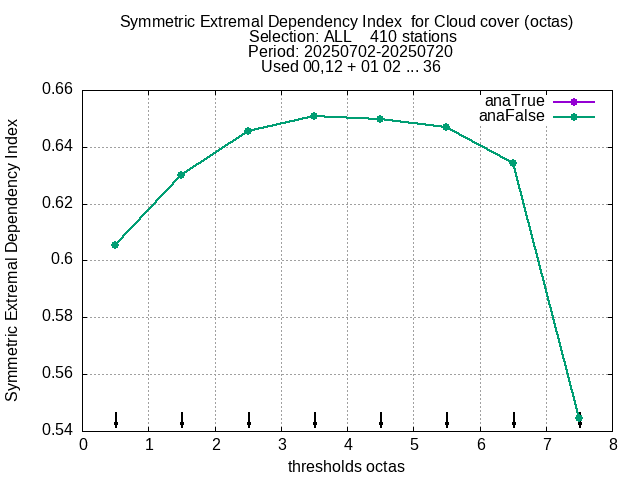 Symmetric Extremal Dependency Index  for Cloud cover (octas)
Selection: ALL    410 stations
Period: 20250702-20250720
Used 00,12 + 01 02 ... 36
anaTrue
anaFalse
Symmetric Extremal Dependency Index
0.66
0.64
0.62
0.6
0.58
0.56
0.54
0 1 2 3 4 5 6 7 8
thresholds octas